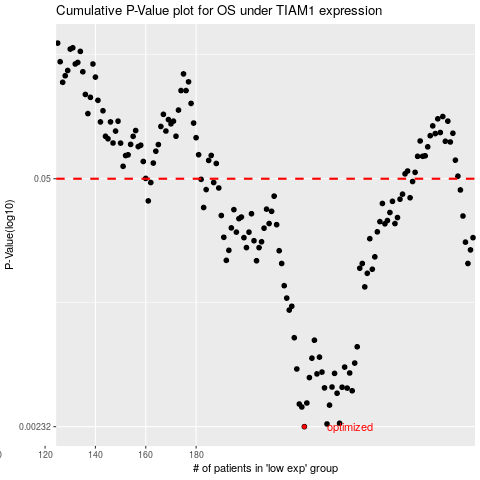 Cumulative P-Value plot for OS under TIAM1 expression
P-Value(log10)
0.05
0.00232
optimized
0 120 140 160 180
# of patients in 'low exp' group